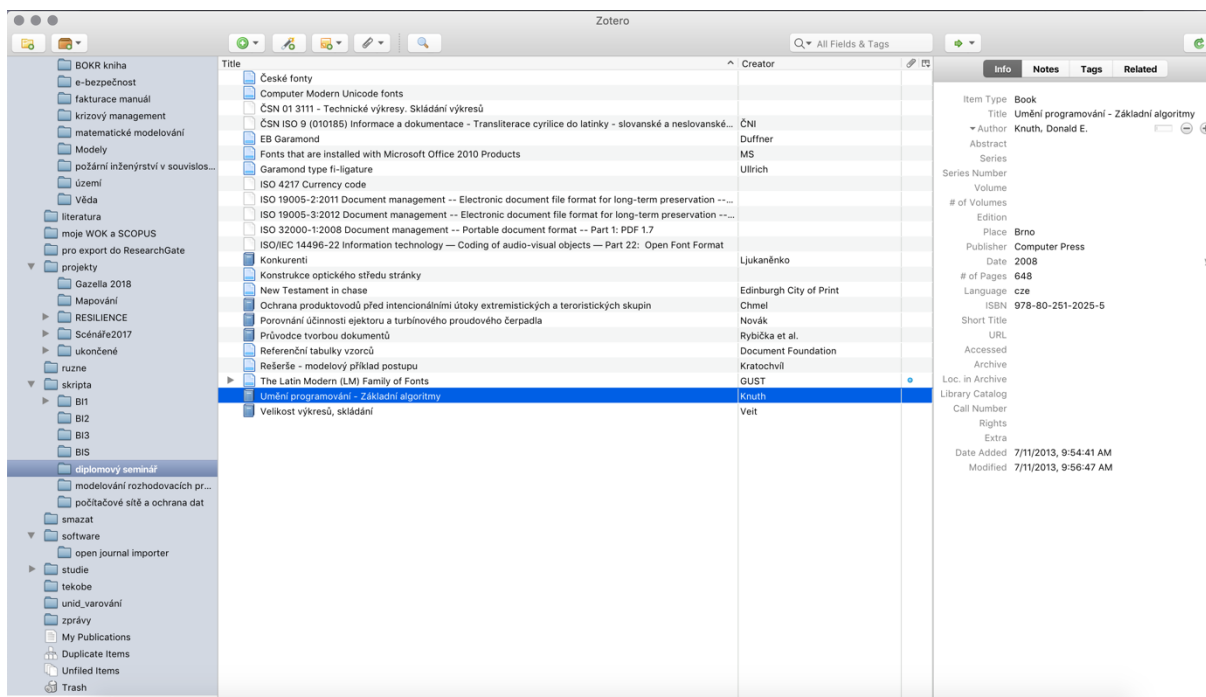 Zotero
All Fields & Tags
BOKR kniha
e-bezpečnost
fakturace manuál
krizový management
matematické modelování
Modely
požární inženýrství v souvislos...
území
Věda
literatura
moje WOK a SCOPUS
pro export do ResearchGate
projekty
Gazella 2018
Mapování
RESILIENCE
Scénáře2017
ukončené
ruzne
skripta
BI1
BI2
BI3
BIS
diplomový seminář
modelování rozhodovacích pr...
počítačové sítě a ochrana dat
smazat
software
open journal importer
studie
tekobe
unid_varování
zprávy
My Publications
Duplicate Items
Unfiled Items
Trash
Title Creator
České fonty
Computer Modern Unicode fonts
ČSN 01 3111 - Technické výkresy. Skládání výkresů
ČSN ISO 9 (010185) Informace a dokumentace - Transliterace cyrilice do latinky - slovanské a neslovanské... ČNI
EB Garamond Duffner
Fonts that are installed with Microsoft Office 2010 Products MS
Garamond type fi-ligature Ullrich
ISO 4217 Currency code
ISO 19005-2:2011 Document management -- Electronic document file format for long-term preservation --...
ISO 19005-3:2012 Document management -- Electronic document file format for long-term preservation --...
ISO 32000-1:2008 Document management -- Portable document format -- Part 1: PDF 1.7
ISO/IEC 14496-22 Information technology — Coding of audio-visual objects — Part 22: Open Font Format
Konkurenti Ljukaněnko
Konstrukce optického středu stránky
New Testament in chase Edinburgh City of Print
Ochrana produktovodů před intencionálními útoky extremistických a teroristických skupin Chmel
Porovnání účinnosti ejektoru a turbínového proudového čerpadla Novák
Průvodce tvorbou dokumentů Rybička et al.
Referenční tabulky vzorců Document Foundation
Rešerše - modelový příklad postupu Kratochvíl
The Latin Modern (LM) Family of Fonts GUST
Umění programování - Základní algoritmy Knuth
Velikost výkresů, skládání Veit
Info Notes Tags Related
Item Type Book
Title Umění programování - Základní algoritmy
Author Knuth, Donald E.
Abstract
Series
Series Number
Volume
# of Volumes
Edition
Place Brno
Publisher Computer Press
Date 2008
# of Pages 648
Language cze
ISBN 978-80-251-2025-5
Short Title
URL
Accessed
Archive
Loc. in Archive
Library Catalog
Call Number
Rights
Extra
Date Added 7/11/2013, 9:54:41 AM
Modified 7/11/2013, 9:56:47 AM